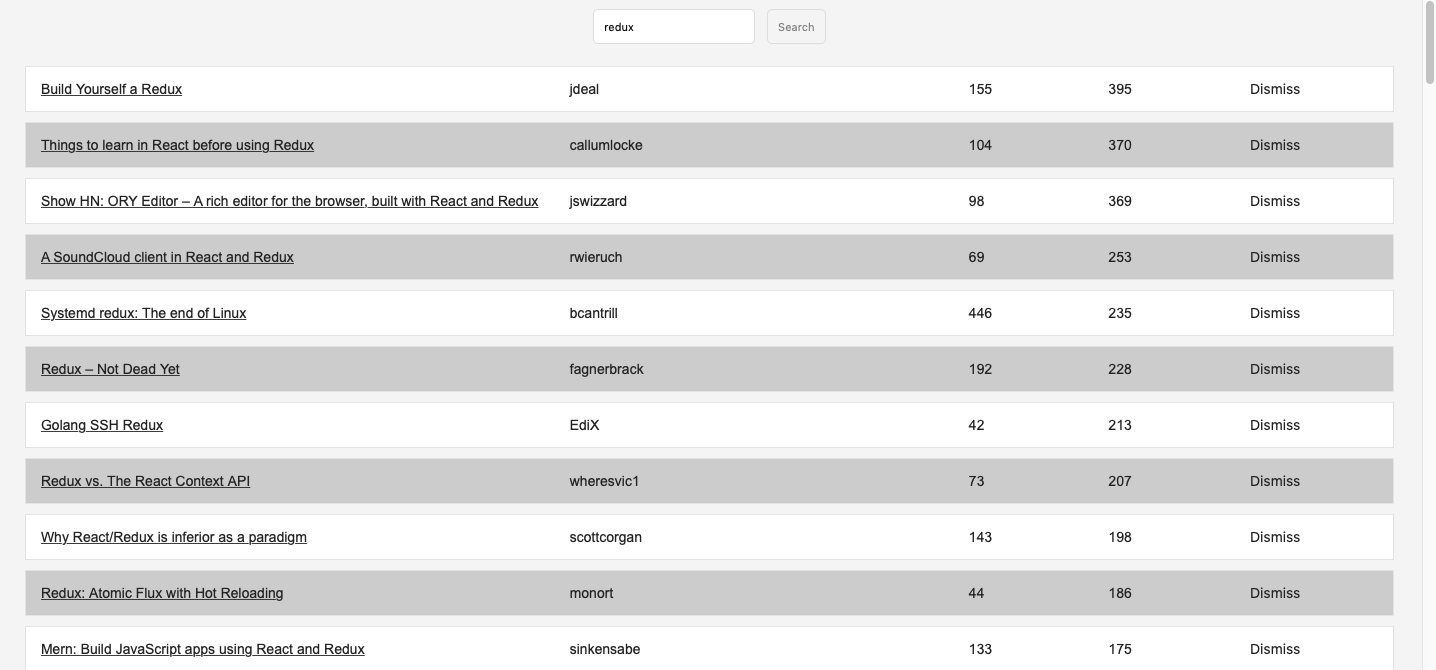 redux Search
Build Yourself a Redux jdeal 155 395 Dismiss
Things to learn in React before using Redux callumlocke 104 370 Dismiss
Show HN: ORY Editor – A rich editor for the browser, built with React and Redux jswizzard 98 369 Dismiss
A SoundCloud client in React and Redux rwieruch 69 253 Dismiss
Systemd redux: The end of Linux bcantrill 446 235 Dismiss
Redux – Not Dead Yet fagnerbrack 192 228 Dismiss
Golang SSH Redux EdiX 42 213 Dismiss
Redux vs. The React Context API wheresvic1 73 207 Dismiss
Why React/Redux is inferior as a paradigm scottcorgan 143 198 Dismiss
Redux: Atomic Flux with Hot Reloading monort 44 186 Dismiss
Mern: Build JavaScript apps using React and Redux sinkensabe 133 175 Dismiss